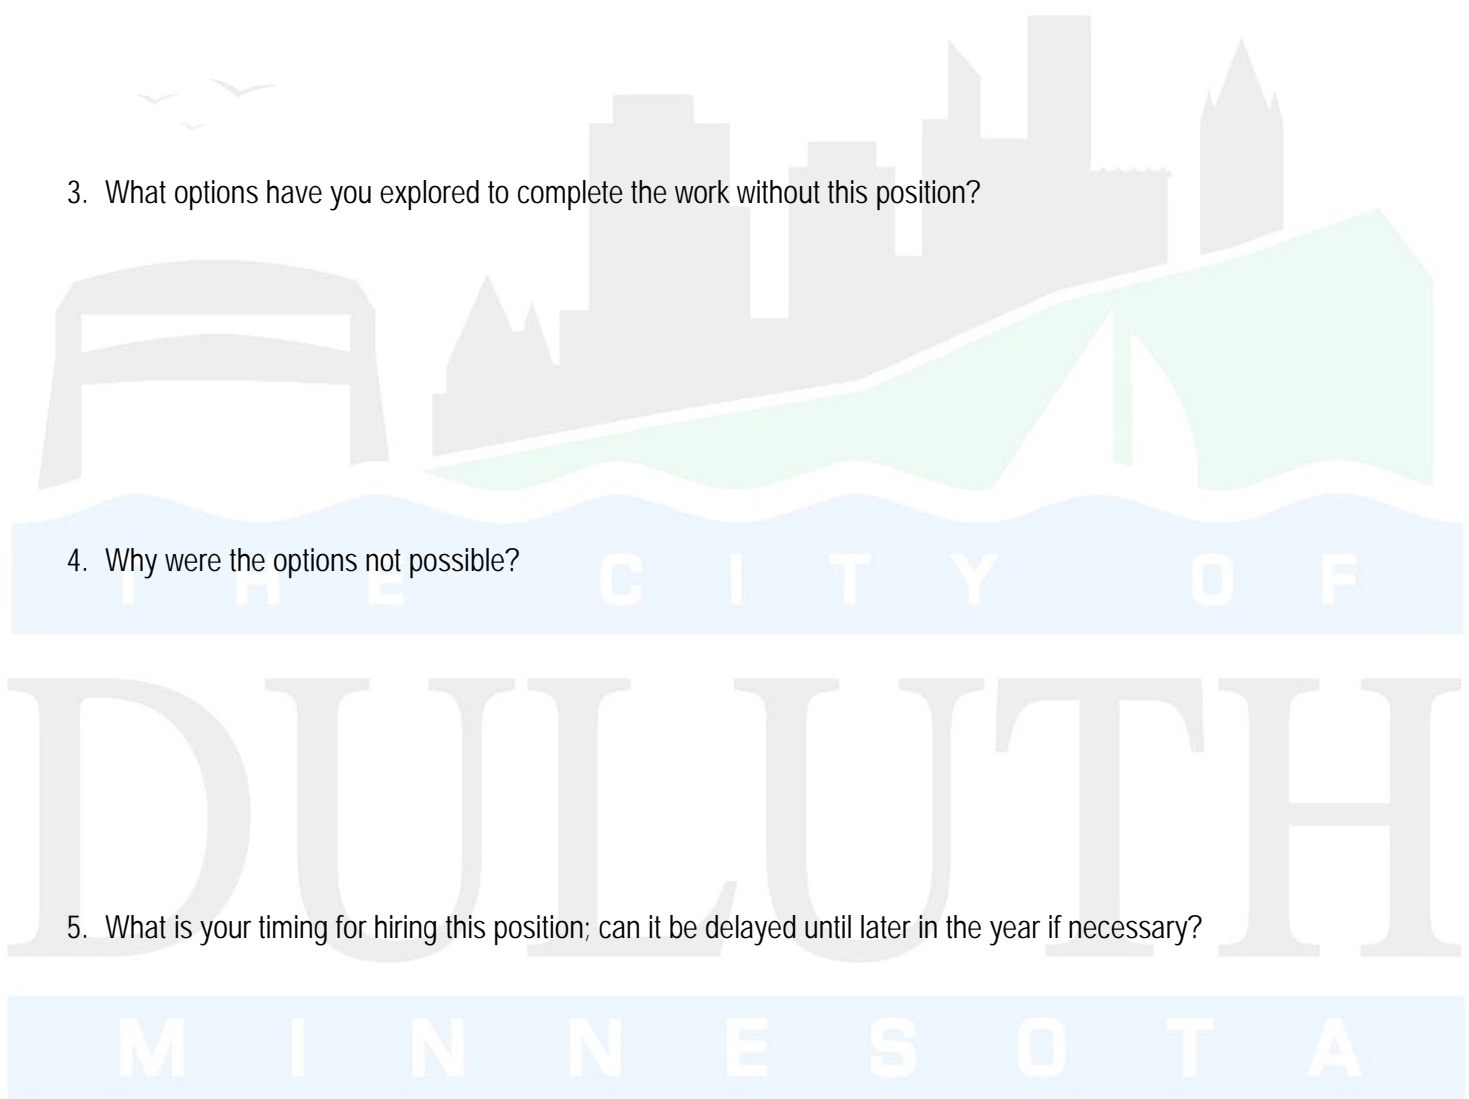 3. What options have you explored to complete the work without this position?
4. Why were the options not possible?
THE CITY OF
DULUTH
5. What is your timing for hiring this position; can it be delayed until later in the year if necessary?
MINNESOTA